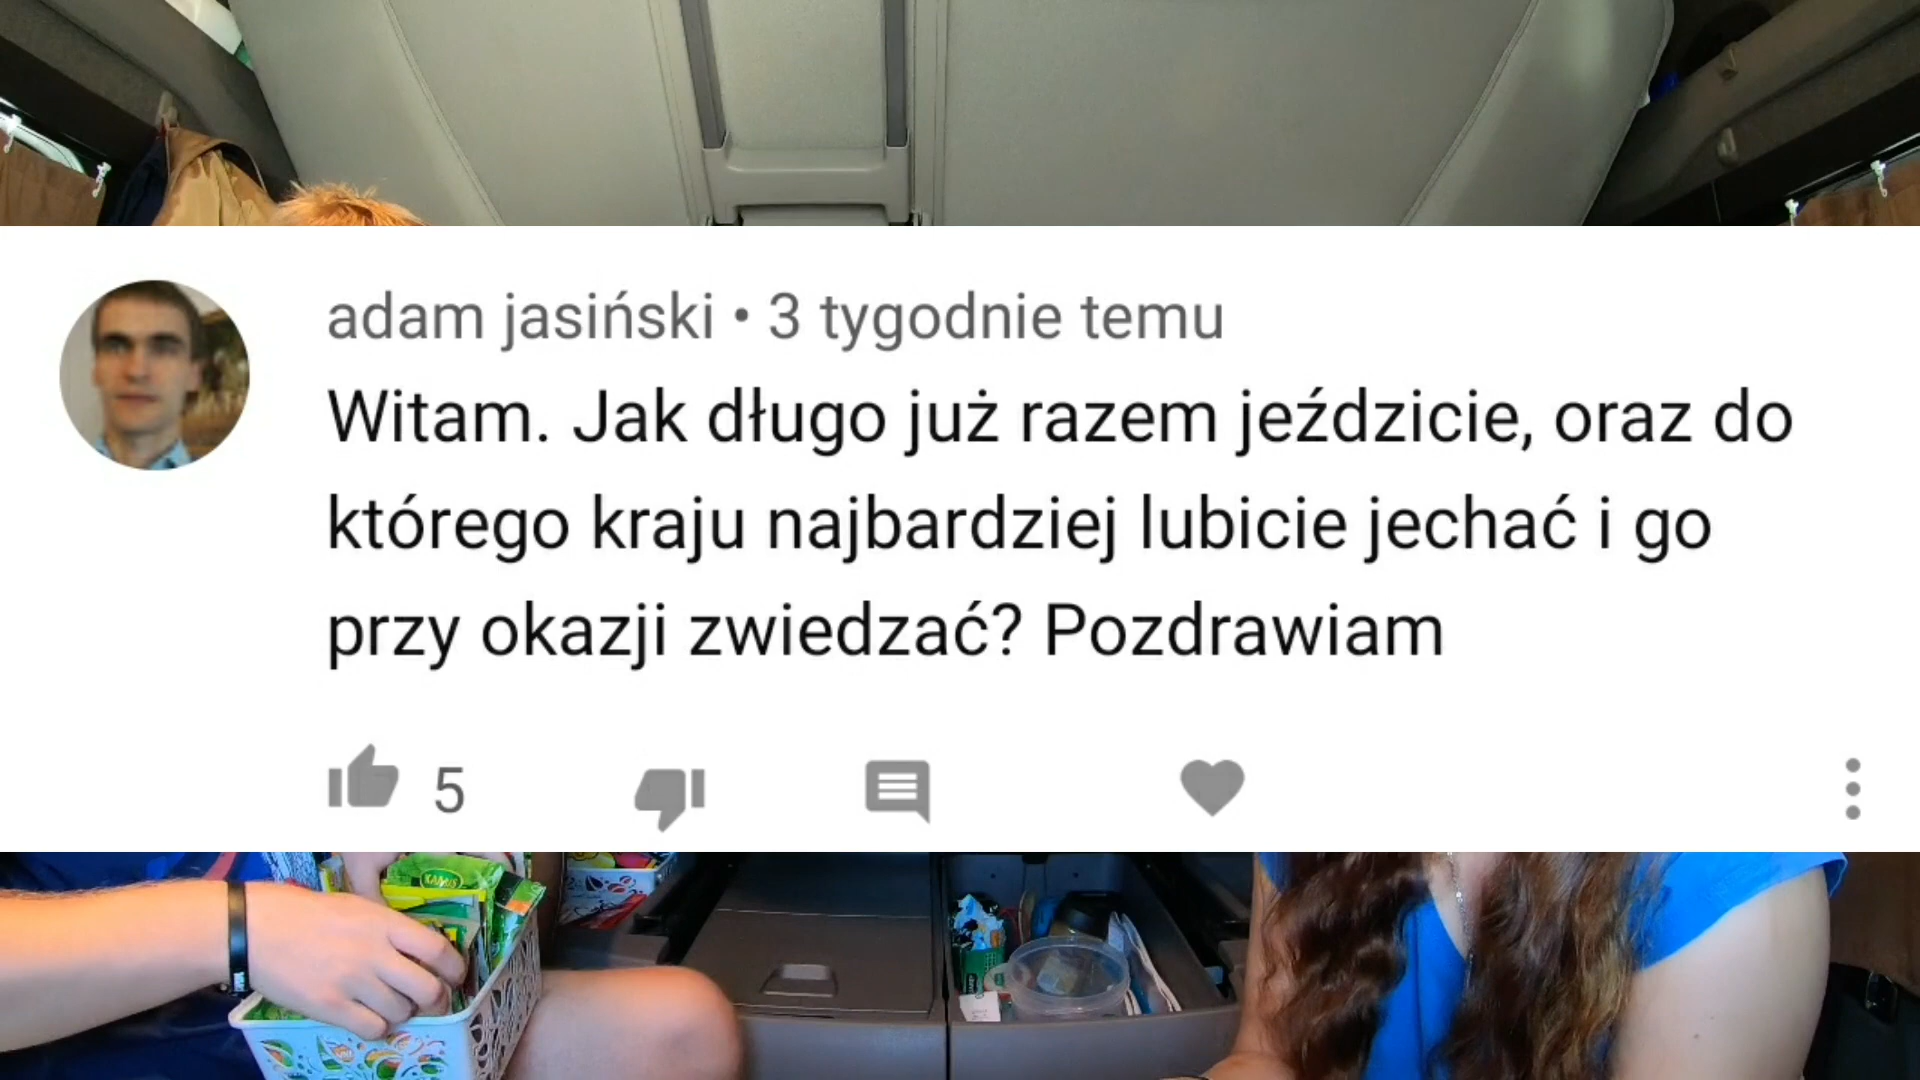 adam jasiński • 3 tygodnie temu
Witam. Jak długo już razem jeździcie, oraz do
którego kraju najbardziej lubicie jechać i go
przy okazji zwiedzać? Pozdrawiam
5
KAMIS